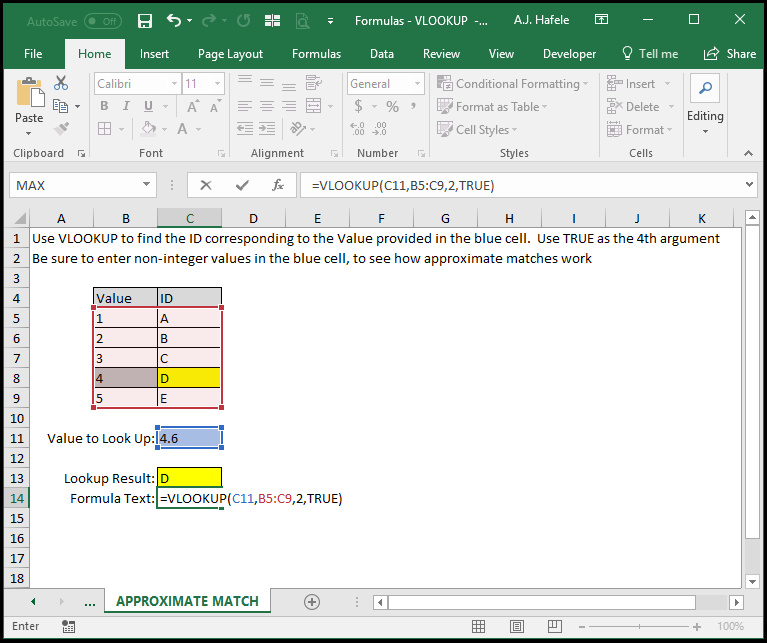 AutoSave Off Formulas - VLOOKUP -... A.J. Hafele
File Home Insert Page Layout Formulas Data Review View Developer Tell me Share
Paste Calibri 11 General Conditional Formatting Insert Editing
B I U A A $ % , Format as Table Delete
A .00 .0 Cell Styles Format
Clipboard Font Alignment Number Styles Cells
MAX fx =VLOOKUP(C11,B5:C9,2,TRUE)
A B C D E F G H I J K
1 Use VLOOKUP to find the ID corresponding to the Value provided in the blue cell. Use TRUE as the 4th argument
2 Be sure to enter non-integer values in the blue cell, to see how approximate matches work
3
4 Value ID
5 1 A
6 2 B
7 3 C
8 4 D
9 5 E
10
11 Value to Look Up: 4.6
12
13 Lookup Result: D
14 Formula Text: =VLOOKUP(C11,B5:C9,2,TRUE)
15
16
17
18
... APPROXIMATE MATCH
Enter 100%